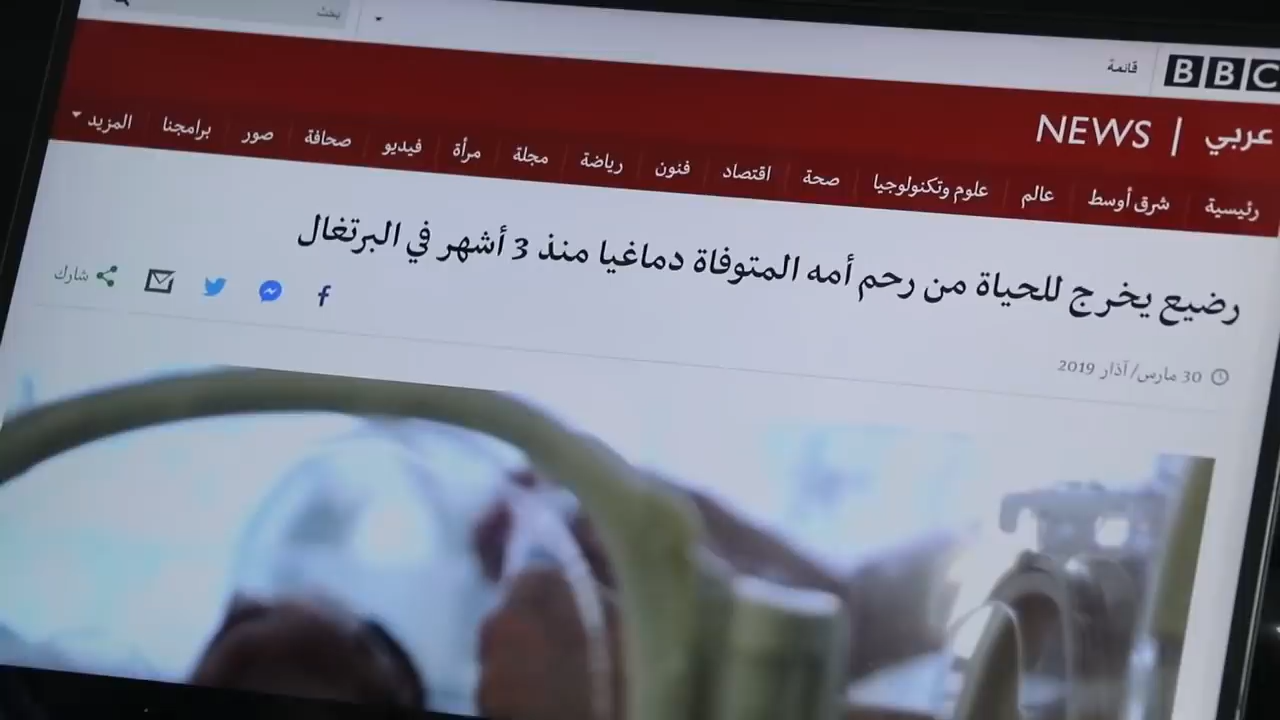 BBC قائمة بحث
عربي | NEWS
رئيسية شرق أوسط عالم علوم وتكنولوجيا صحة اقتصاد فنون رياضة مجلة مرأة فيديو صحافة صور برامجنا المزيد
رضيع يخرج للحياة من رحم أمه المتوفاة دماغيا منذ 3 أشهر في البرتغال
شارك
30 مارس/ آذار 2019